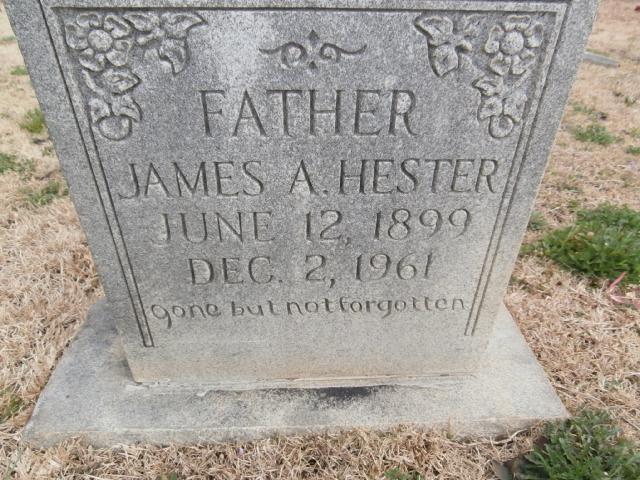 FATHER
JAMES A. HESTER
JUNE 12, 1899
DEC. 2, 1961
gone but not forgotten